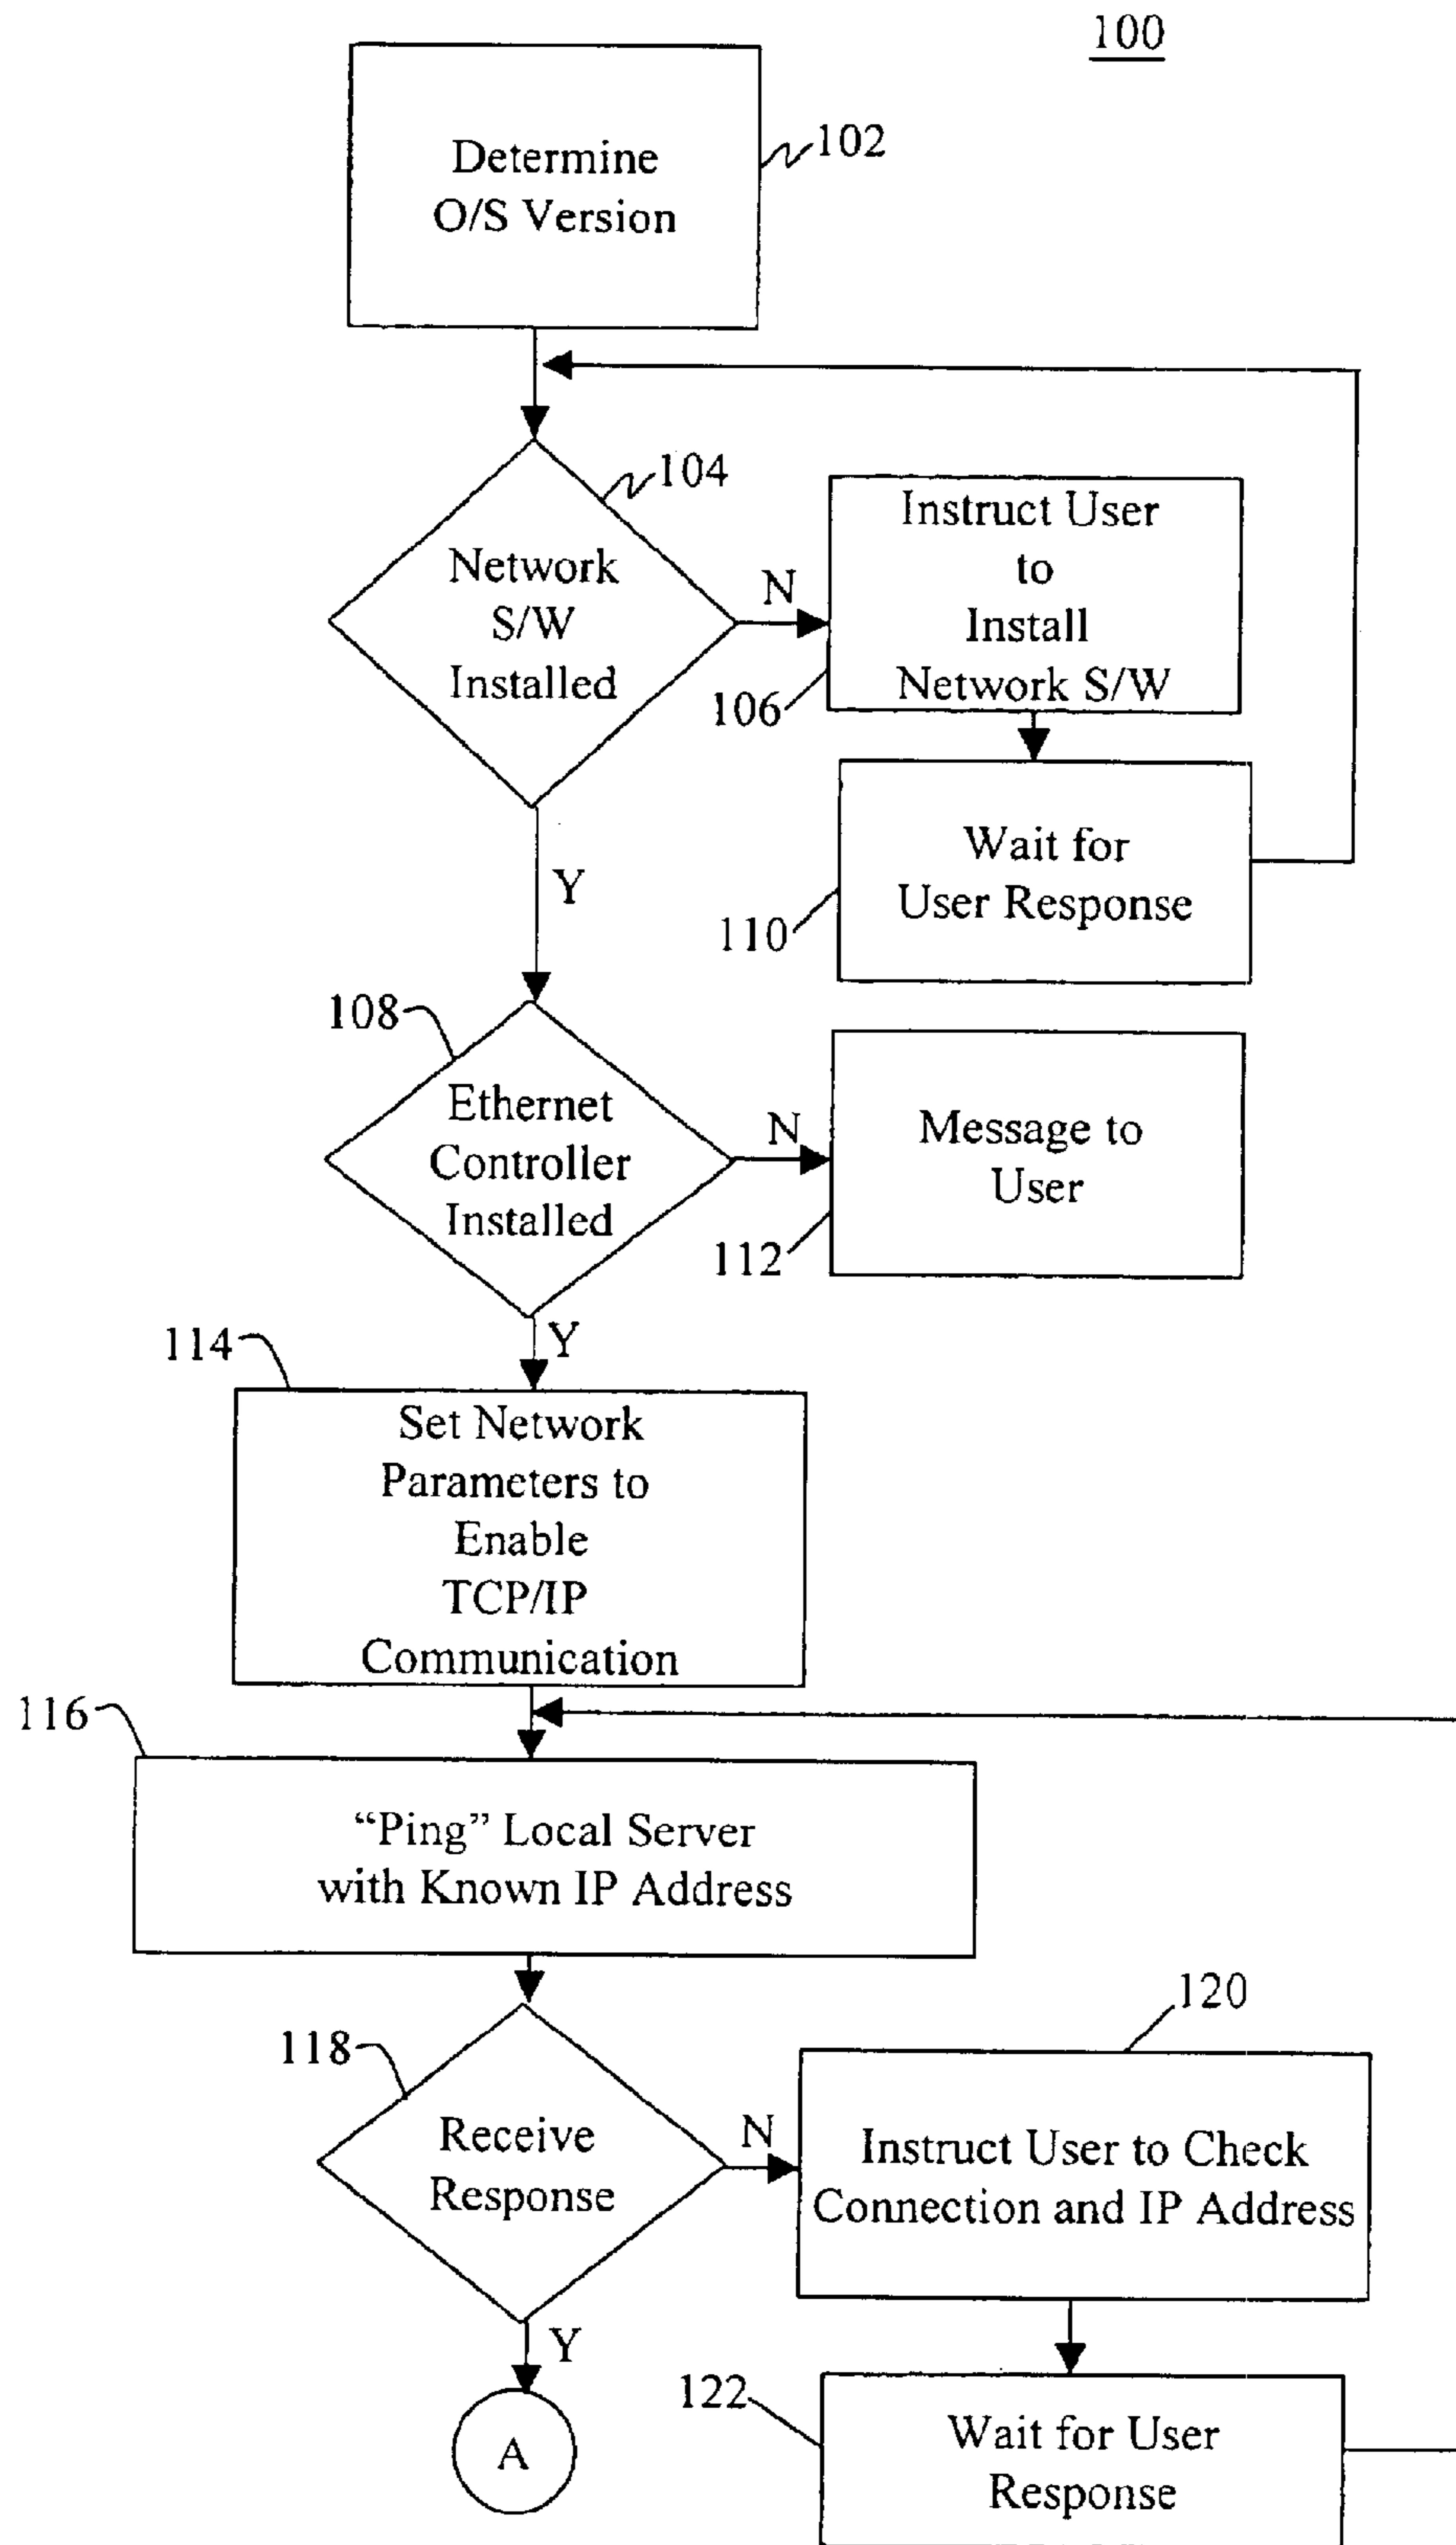 100
Determine
O/S Version
102
104
Network
S/W
Installed
N
Instruct User
to
Install
Network S/W
106
Wait for
User Response
110
Y
108
Ethernet
Controller
Installed
N
Message to
User
112
Y
114
Set Network
Parameters to
Enable
TCP/IP
Communication
116
“Ping” Local Server
with Known IP Address
118
Receive
Response
N
120
Instruct User to Check
Connection and IP Address
Y
122
Wait for User
Response
A